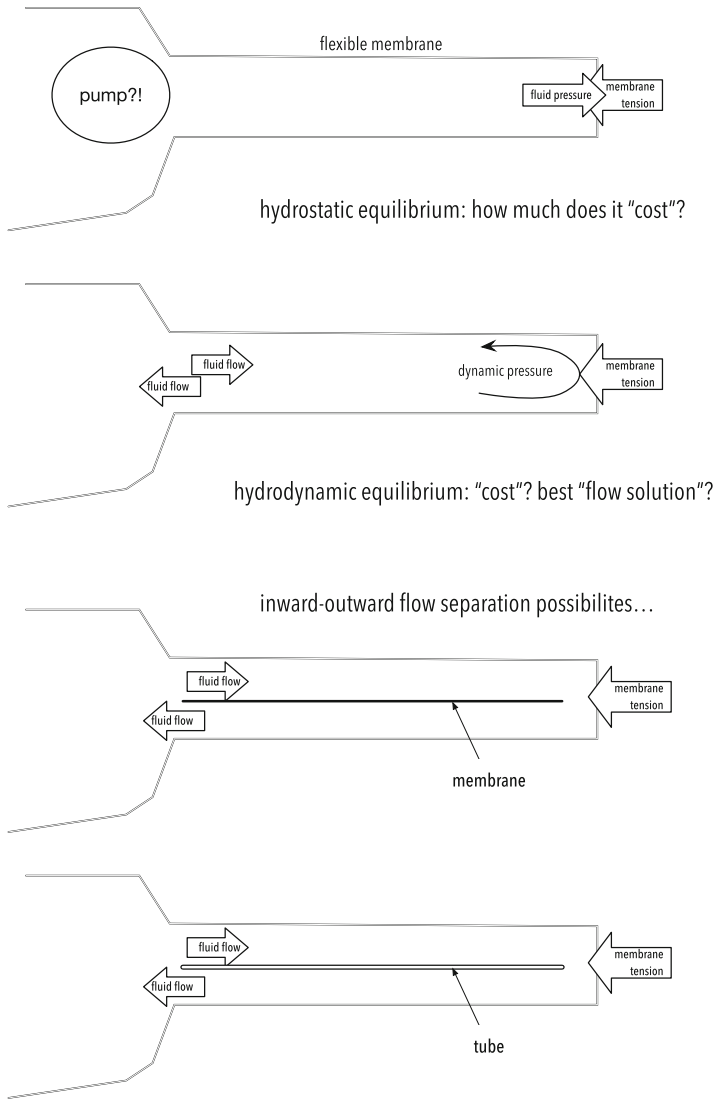 flexible membrane
pump?!
fluid pressure
membrane
tension
hydrostatic equilibrium: how much does it “cost”?
fluid flow
fluid flow
dynamic pressure
membrane
tension
hydrodynamic equilibrium: “cost”? best “flow solution”?
inward-outward flow separation possibilites…
fluid flow
fluid flow
membrane
tension
membrane
fluid flow
fluid flow
membrane
tension
tube